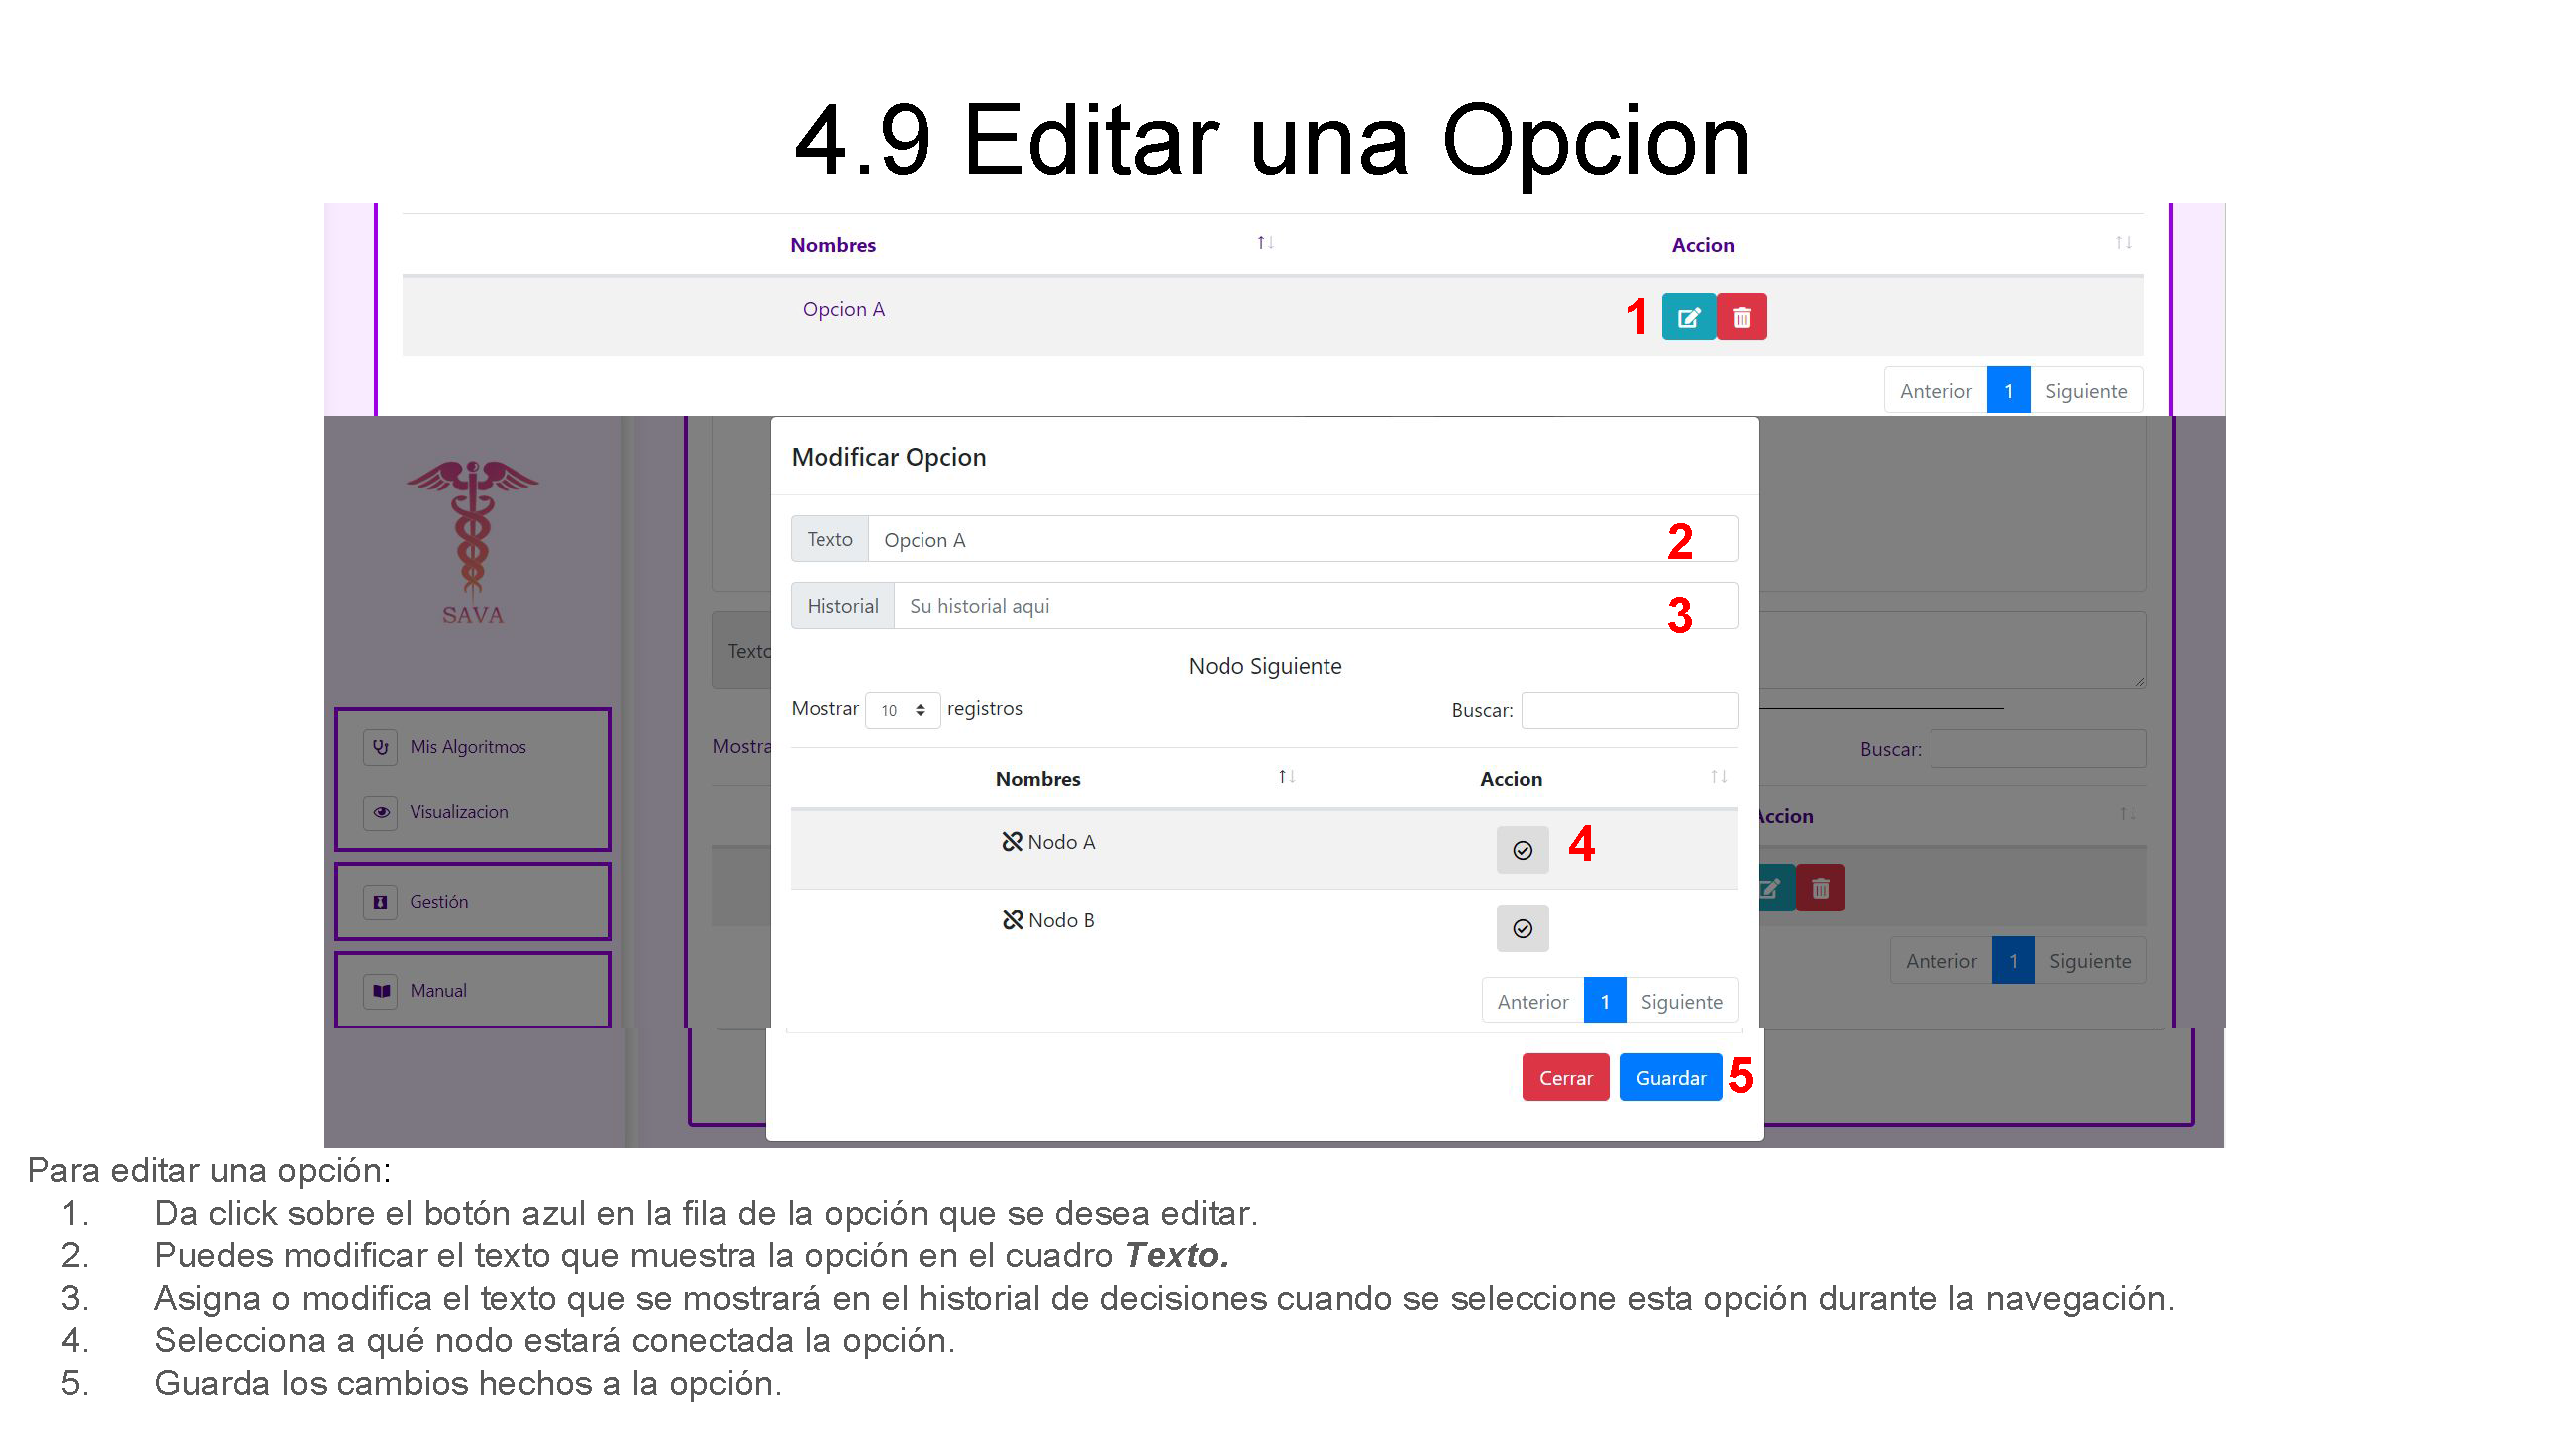 4.9 Editar una Opcion
Nombres Accion
Opcion A 1
Anterior 1 Siguiente
Modificar Opcion
Texto Opcion A 2
Historial Su historial aqui 3
Nodo Siguiente
Mostrar 10 registros Buscar:
Nombres Accion
Nodo A 4
Nodo B
Anterior 1 Siguiente
Cerrar Guardar 5
SAVA
Mis Algoritmos
Visualizacion
Gestión
Manual
Texto
Mostra
Buscar:
Accion
Anterior 1 Siguiente
Para editar una opción:
1. Da click sobre el botón azul en la fila de la opción que se desea editar.
2. Puedes modificar el texto que muestra la opción en el cuadro Texto.
3. Asigna o modifica el texto que se mostrará en el historial de decisiones cuando se seleccione esta opción durante la navegación.
4. Selecciona a qué nodo estará conectada la opción.
5. Guarda los cambios hechos a la opción.